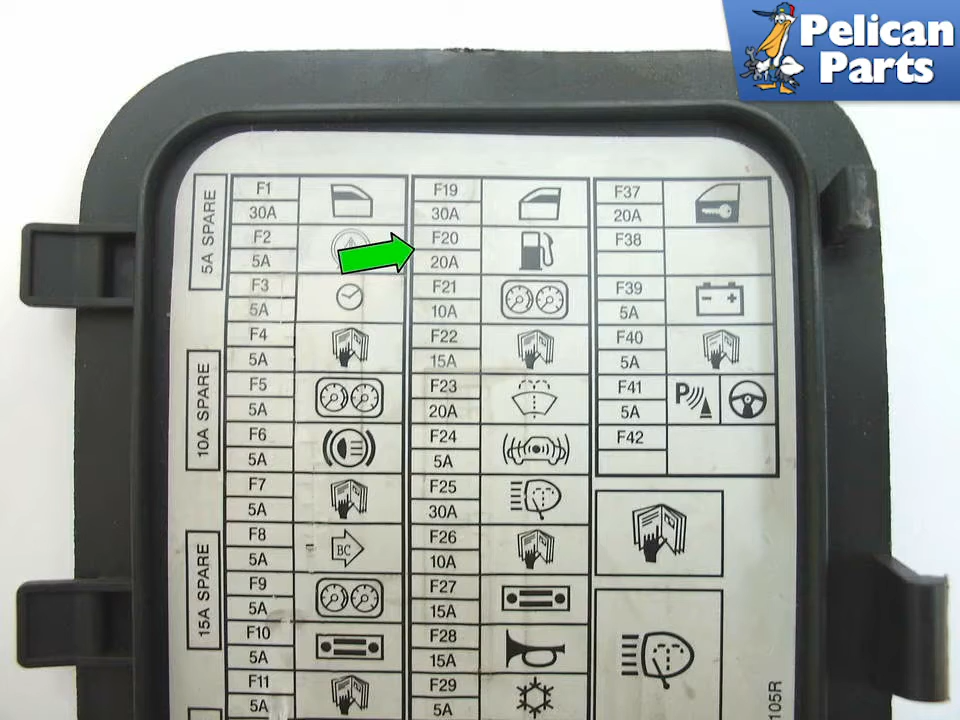 Pelican
Parts
5A SPARE
10A SPARE
15A SPARE
F1
30A
F2
5A
F3
5A
F4
5A
F5
5A
F6
5A
F7
5A
F8
5A
BC
F9
5A
F10
5A
F11
5A
F19
30A
F20
20A
F21
10A
F22
15A
F23
20A
F24
5A
F25
30A
F26
10A
F27
15A
F28
15A
F29
5A
F37
20A
F38
F39
5A
F40
5A
F41
5A
P
F42
105R